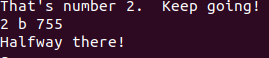 That's number 2.  Keep going!
2 b 755
Halfway there!